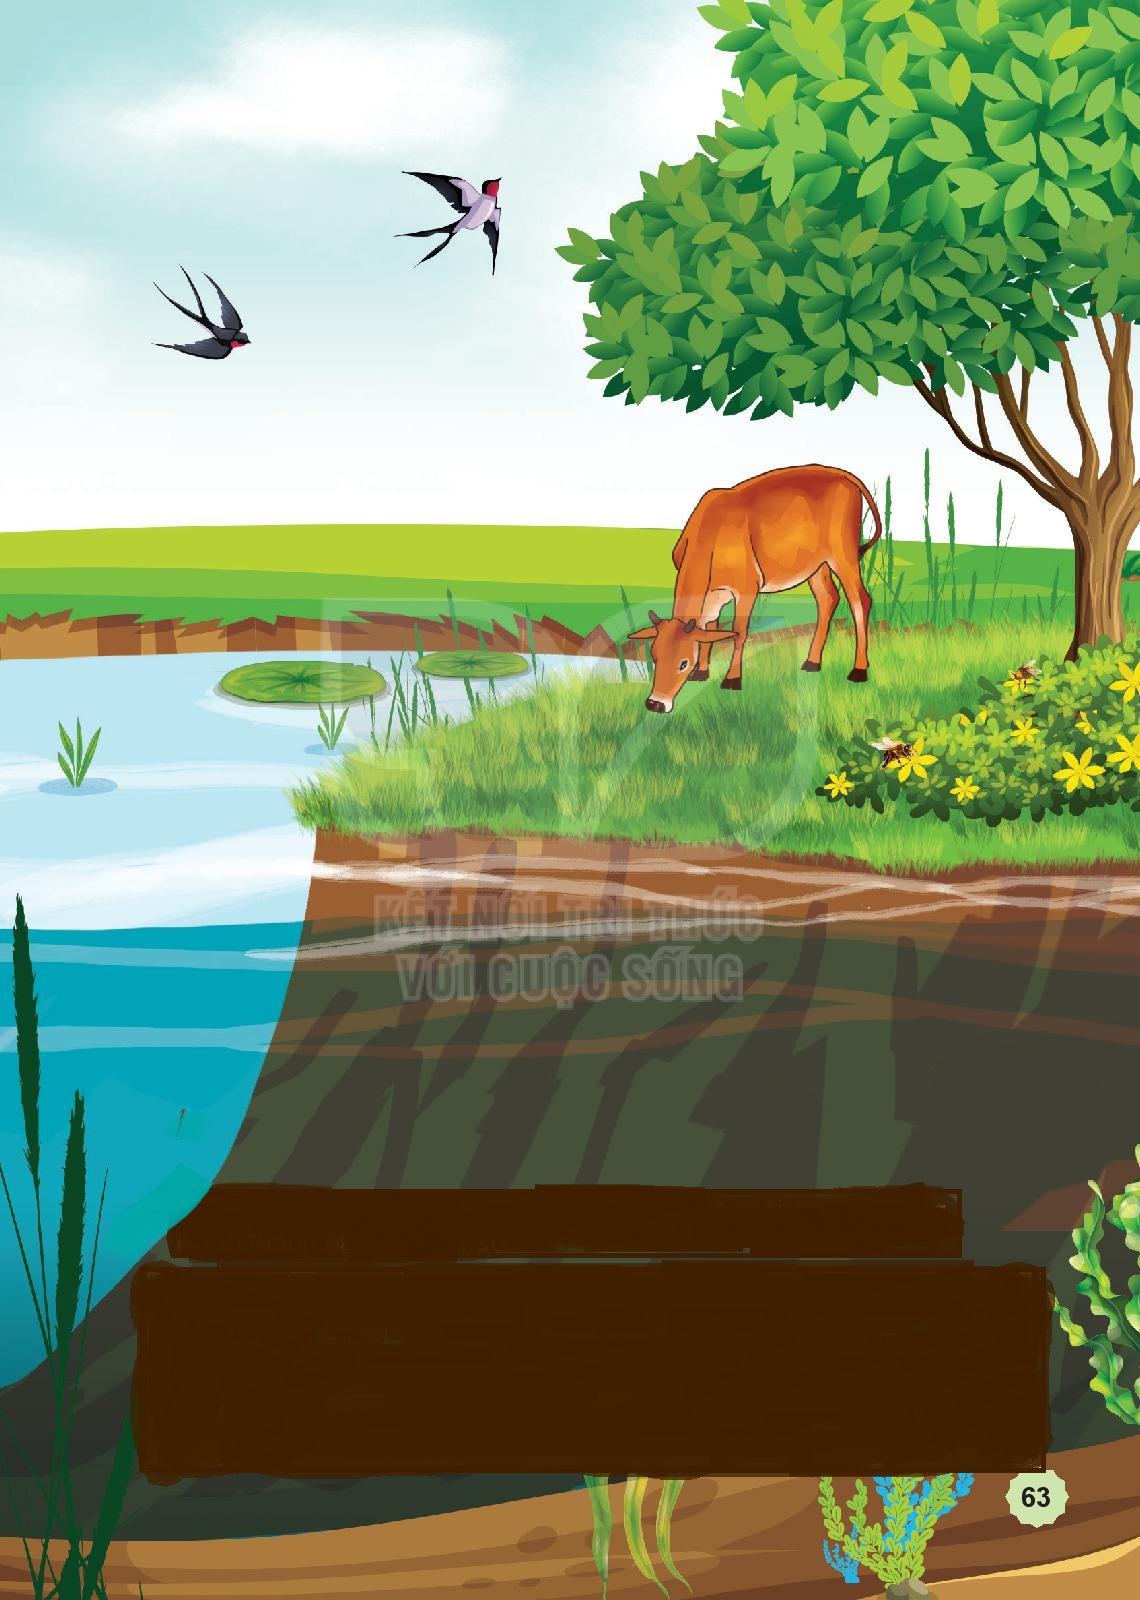 KẾT NỐI TRI THỨC
VỚI CUỘC SỐNG
63